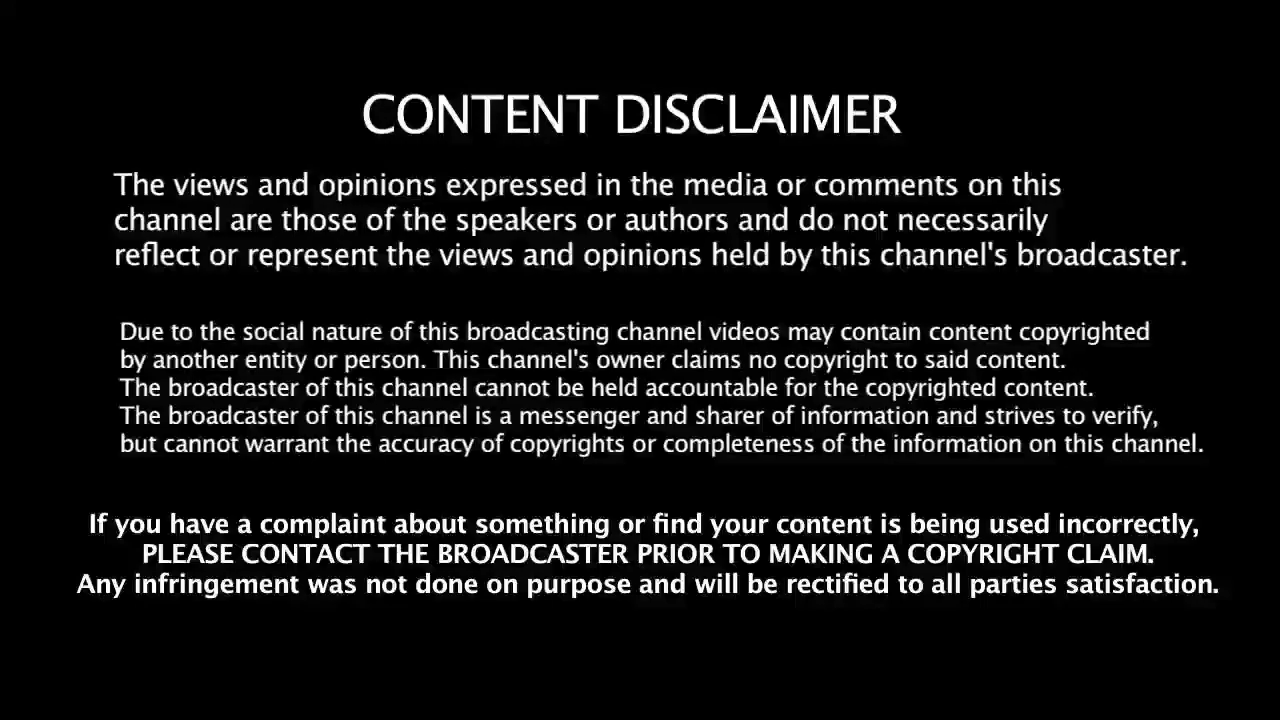 CONTENT DISCLAIMER
The views and opinions expressed in the media or comments on this
channel are those of the speakers or authors and do not necessarily
reflect or represent the views and opinions held by this channel's broadcaster.
Due to the social nature of this broadcasting channel videos may contain content copyrighted
by another entity or person. This channel's owner claims no copyright to said content.
The broadcaster of this channel cannot be held accountable for the copyrighted content.
The broadcaster of this channel is a messenger and sharer of information and strives to verify,
but cannot warrant the accuracy of copyrights or completeness of the information on this channel.
If you have a complaint about something or find your content is being used incorrectly,
PLEASE CONTACT THE BROADCASTER PRIOR TO MAKING A COPYRIGHT CLAIM.
Any infringement was not done on purpose and will be rectified to all parties satisfaction.